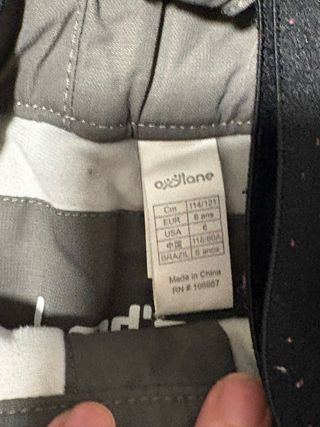 oxylane
Cm 114/121
EUR 6 ans
USA 6
中国 116/60A
BRAZIL 6 anos
Made in China
RN # 108987